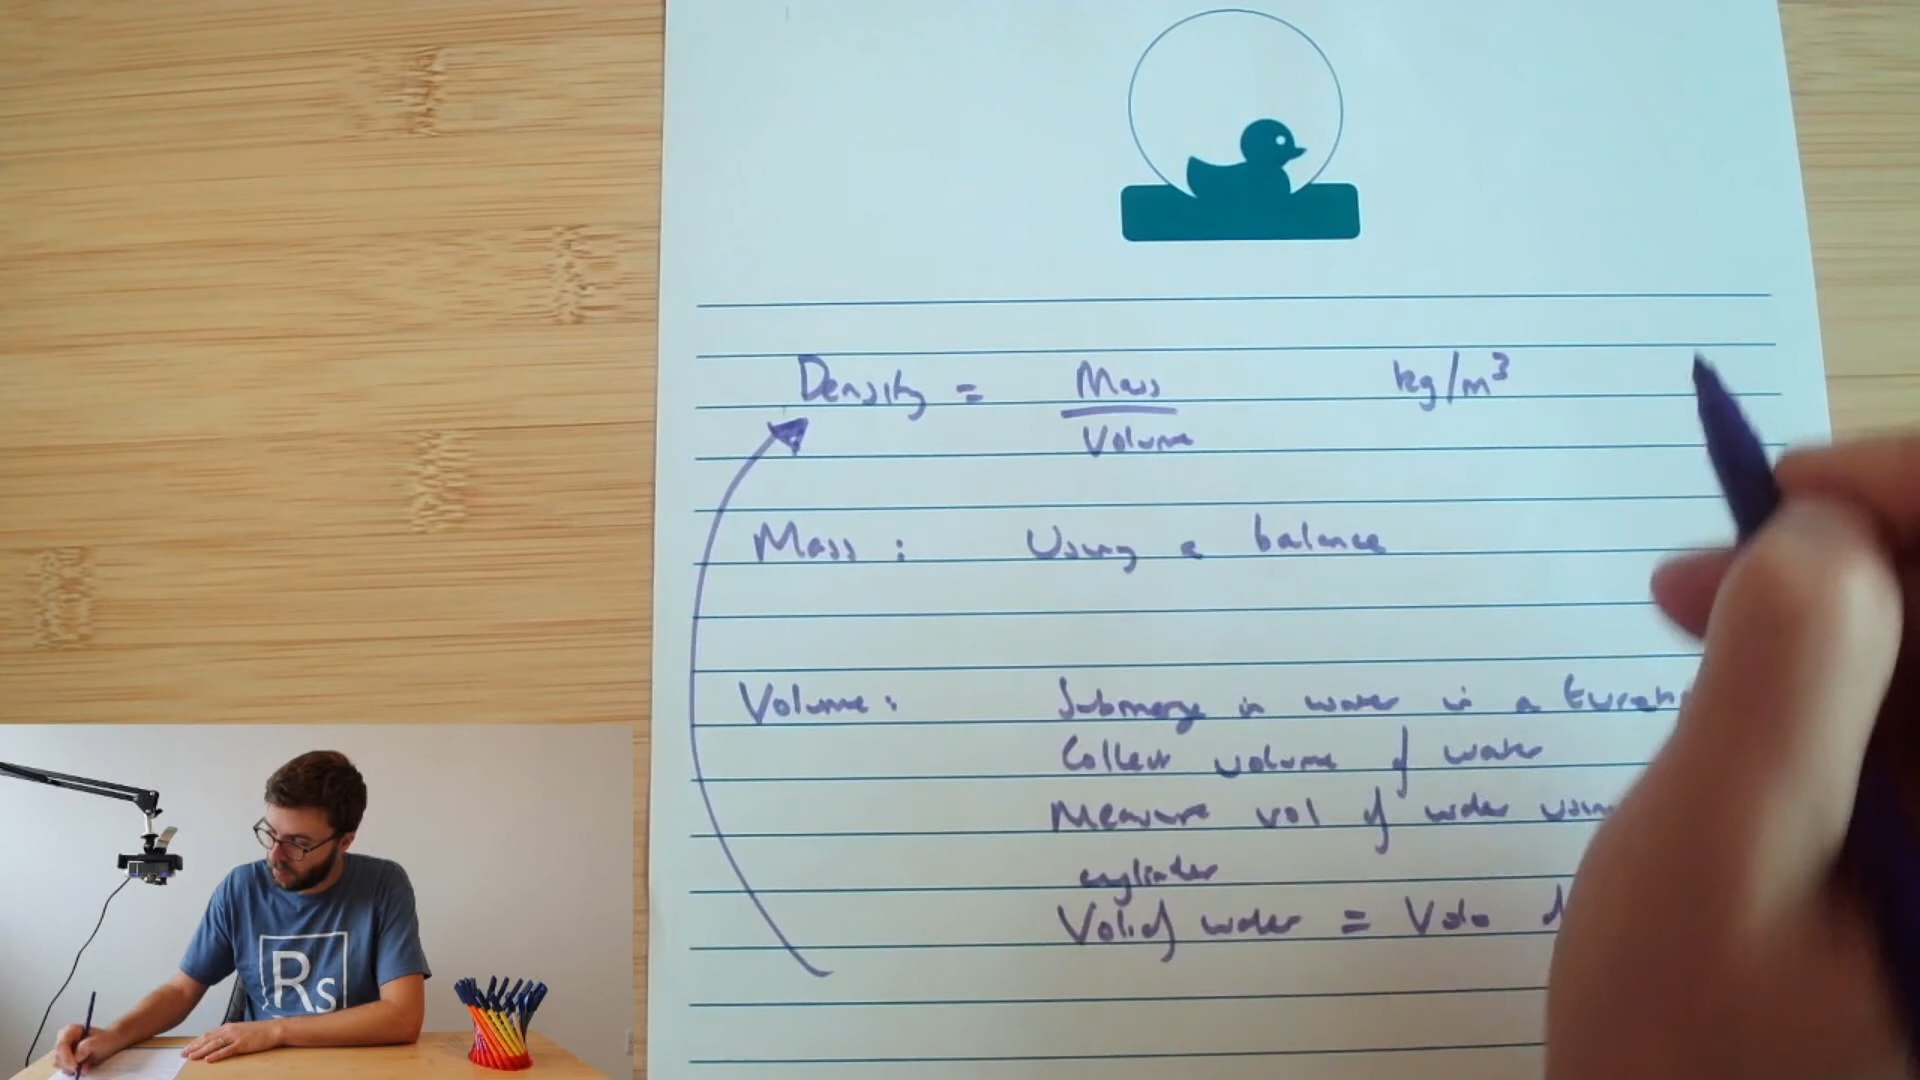 Density = Mass kg/m³
Volume
Mass : Using a balance
Volume : Submerge in water in a
Collect volume of water
Measure vol of water using
cylinder
Vol of water = Vol
Rs